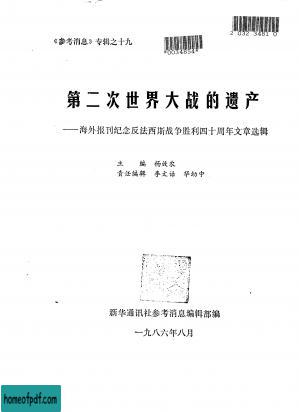 《参考消息》专辑之十九
0034854
2 032 3481 0
第二次世界大战的遗产
——海外报刊纪念反法西斯战争胜利四十周年文章选辑
主 编 杨效农
责任编辑 李文诰 华幼中
新华通讯社参考消息编辑部编
一九八六年八月
homeofpdf.com